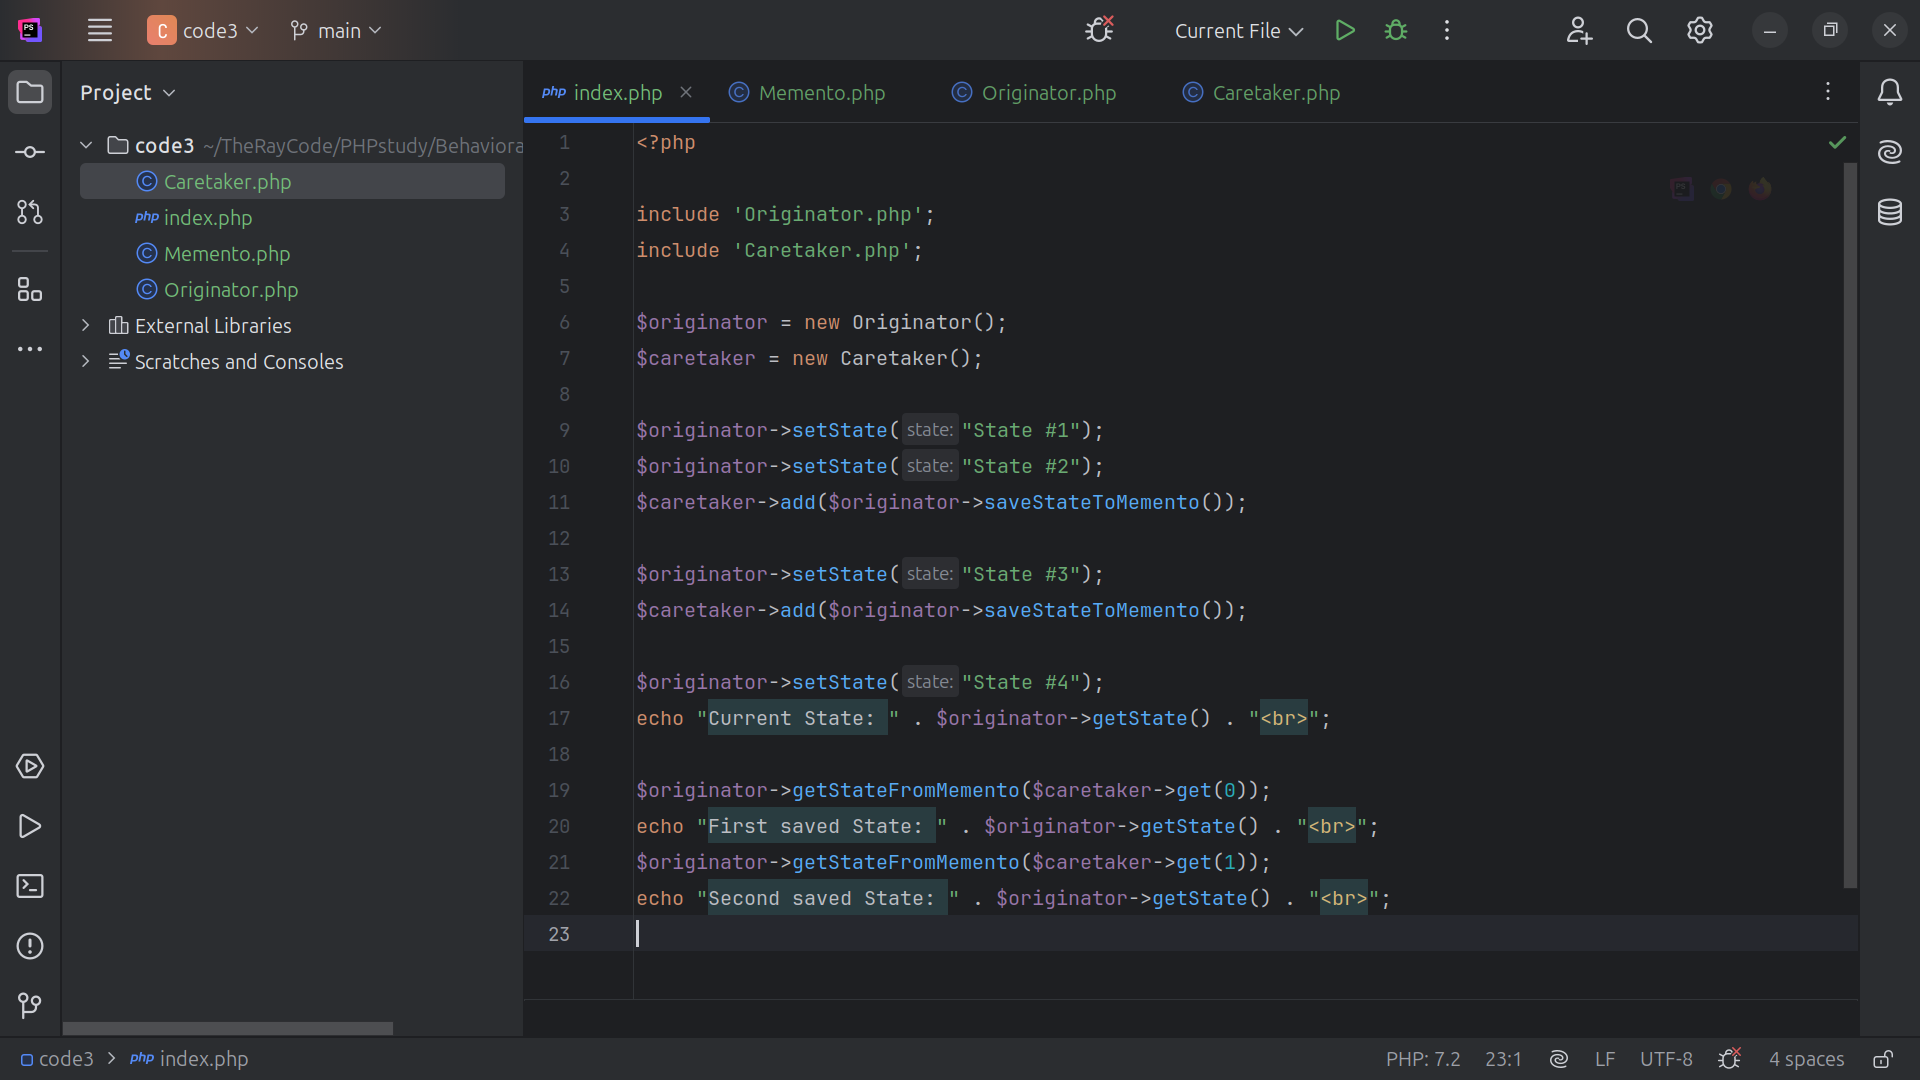 PS
C code3
main
Current File
Project
code3 ~/TheRayCode/PHPstudy/Behaviora
Caretaker.php
php index.php
Memento.php
Originator.php
External Libraries
Scratches and Consoles
php index.php
C Memento.php
C Originator.php
C Caretaker.php
1 <?php
2
3 include 'Originator.php';
4 include 'Caretaker.php';
5
6 $originator = new Originator();
7 $caretaker = new Caretaker();
8
9 $originator->setState( state: "State #1");
10 $originator->setState( state: "State #2");
11 $caretaker->add($originator->saveStateToMemento());
12
13 $originator->setState( state: "State #3");
14 $caretaker->add($originator->saveStateToMemento());
15
16 $originator->setState( state: "State #4");
17 echo "Current State: " . $originator->getState() . "<br>";
18
19 $originator->getStateFromMemento($caretaker->get(0));
20 echo "First saved State: " . $originator->getState() . "<br>";
21 $originator->getStateFromMemento($caretaker->get(1));
22 echo "Second saved State: " . $originator->getState() . "<br>";
23
code3 > php index.php
PHP: 7.2 23:1 LF UTF-8 4 spaces